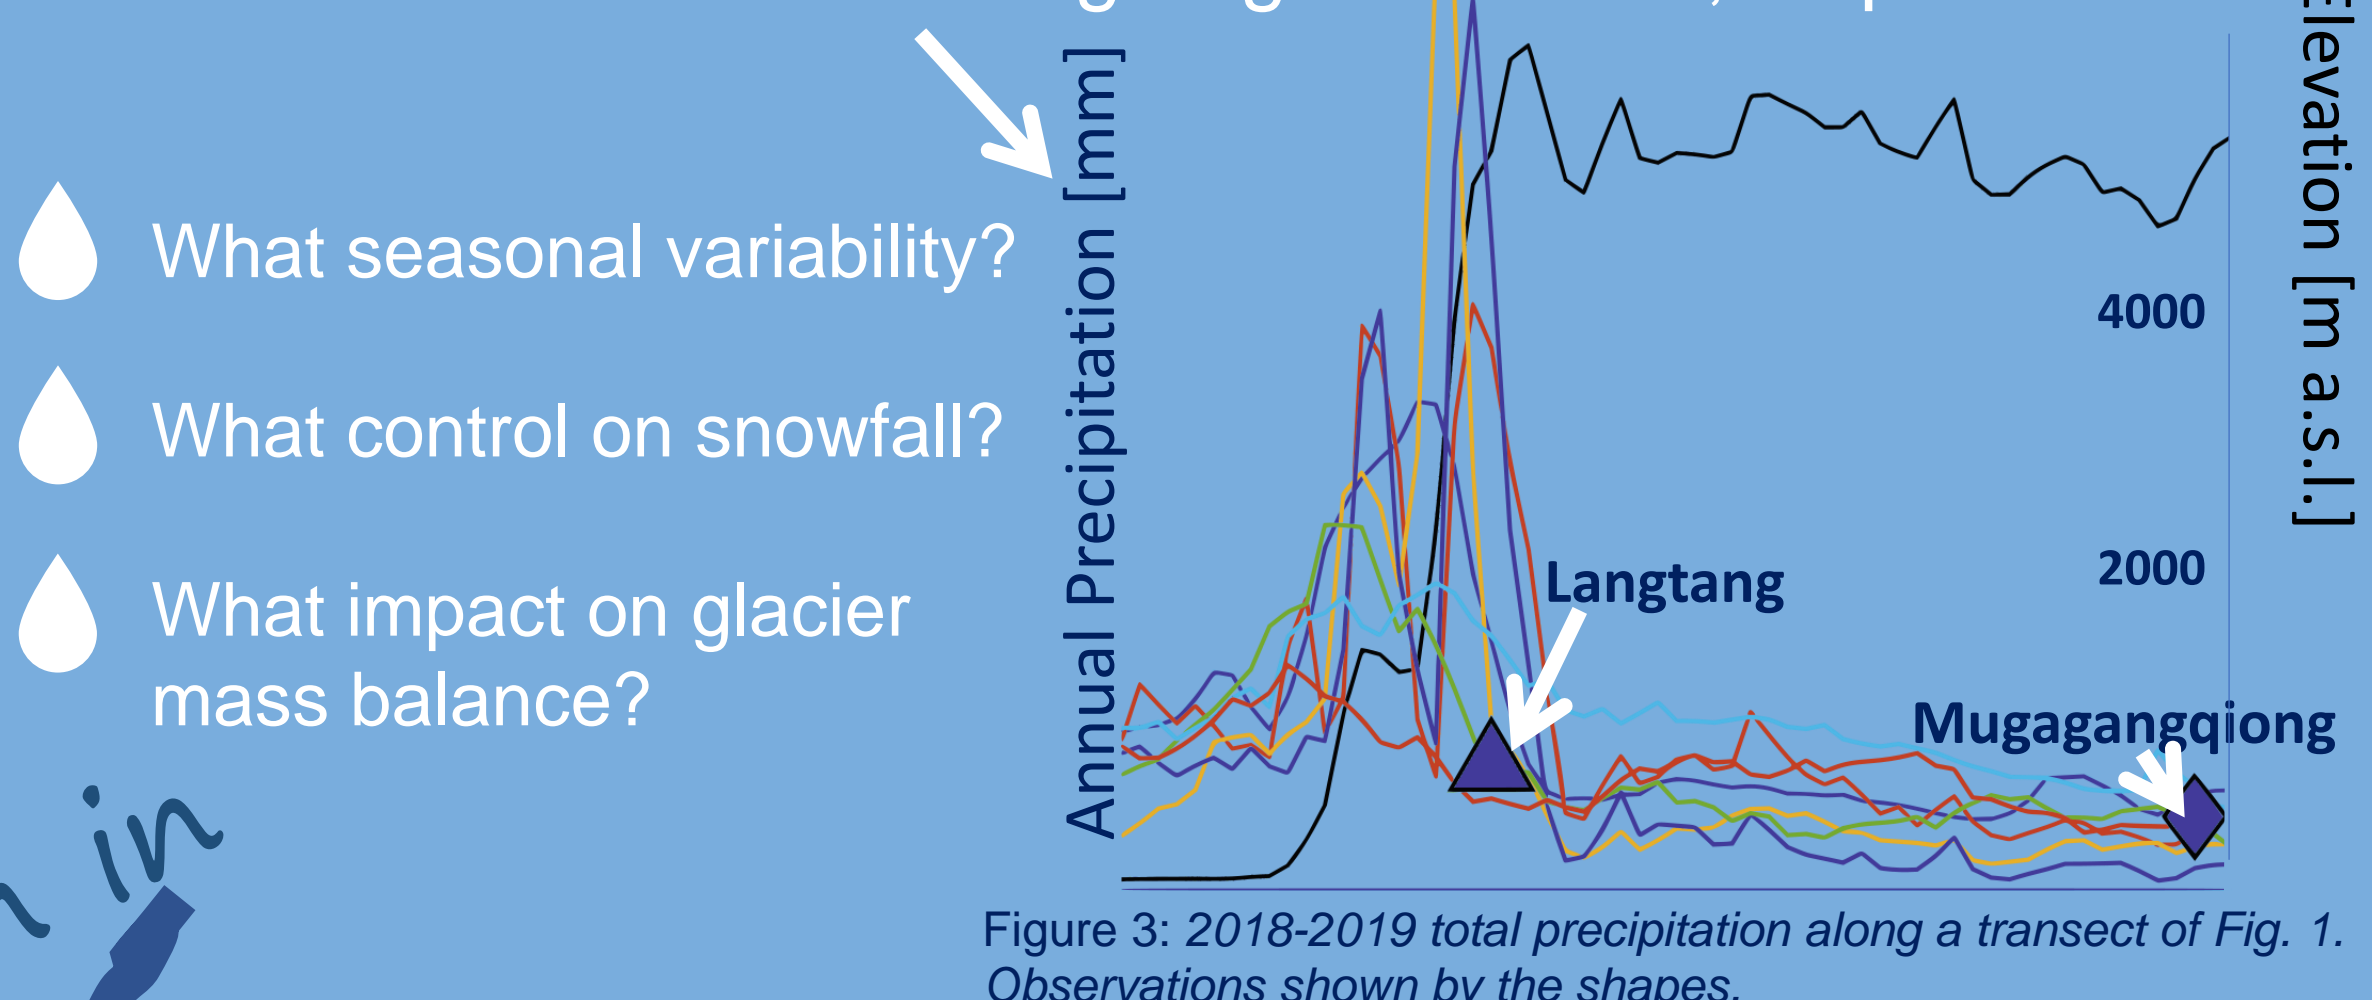 What seasonal variability?
What control on snowfall?
What impact on glacier
mass balance?
in
Annual Precipitation [mm]
Elevation [m a.s.l.]
4000
2000
Langtang
Mugagangqiong
Figure 3: 2018-2019 total precipitation along a transect of Fig. 1.
Observations shown by the shapes.